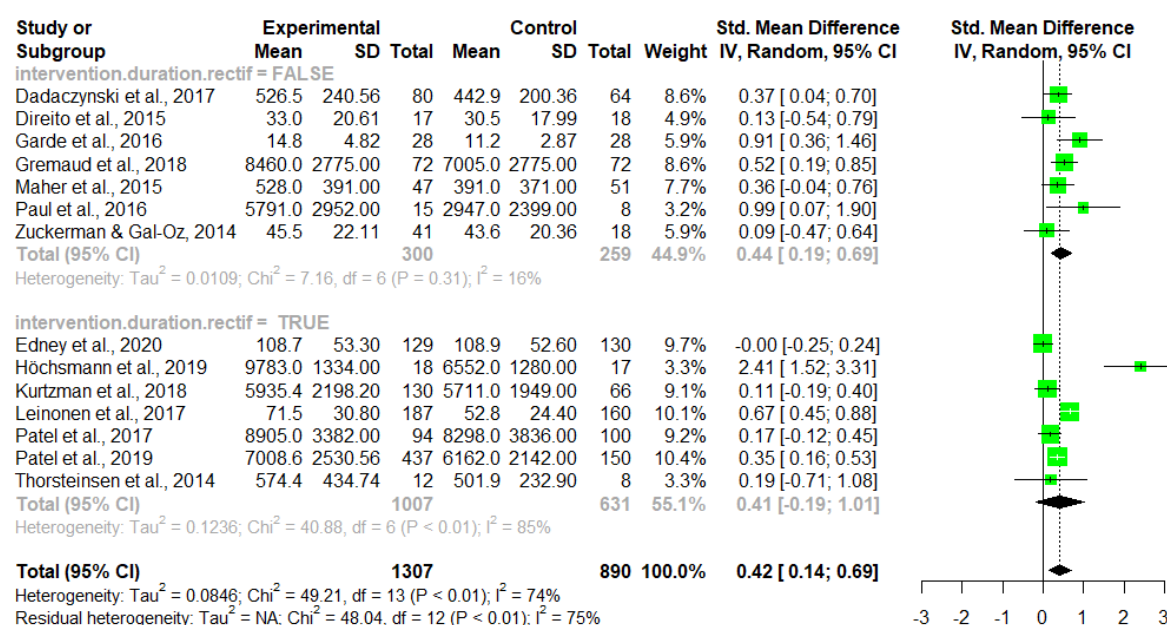 Study or Experimental Control Std. Mean Difference Std. Mean Difference
Subgroup Mean SD Total Mean SD Total Weight IV, Random, 95% CI IV, Random, 95% CI
intervention.duration.rectif = FALSE
Dadaczynski et al., 2017 526.5 240.56 80 442.9 200.36 64 8.6% 0.37 [ 0.04; 0.70]
Direito et al., 2015 33.0 20.61 17 30.5 17.99 18 4.9% 0.13 [-0.54; 0.79]
Garde et al., 2016 14.8 4.82 28 11.2 2.87 28 5.9% 0.91 [ 0.36; 1.46]
Gremaud et al., 2018 8460.0 2775.00 72 7005.0 2775.00 72 8.6% 0.52 [ 0.19; 0.85]
Maher et al., 2015 528.0 391.00 47 391.0 371.00 51 7.7% 0.36 [-0.04; 0.76]
Paul et al., 2016 5791.0 2952.00 15 2947.0 2399.00 8 3.2% 0.99 [ 0.07; 1.90]
Zuckerman & Gal-Oz, 2014 45.5 22.11 41 43.6 20.36 18 5.9% 0.09 [-0.47; 0.64]
Total (95% CI) 300 259 44.9% 0.44 [ 0.19; 0.69]
Heterogeneity: Tau² = 0.0109; Chi² = 7.16, df = 6 (P = 0.31); I² = 16%
intervention.duration.rectif = TRUE
Edney et al., 2020 108.7 53.30 129 108.9 52.60 130 9.7% -0.00 [-0.25; 0.24]
Höchsmann et al., 2019 9783.0 1334.00 18 6552.0 1280.00 17 3.3% 2.41 [ 1.52; 3.31]
Kurtzman et al., 2018 5935.4 2198.20 130 5711.0 1949.00 66 9.1% 0.11 [-0.19; 0.40]
Leinonen et al., 2017 71.5 30.80 187 52.8 24.40 160 10.1% 0.67 [ 0.45; 0.88]
Patel et al., 2017 8905.0 3382.00 94 8298.0 3836.00 100 9.2% 0.17 [-0.12; 0.45]
Patel et al., 2019 7008.6 2530.56 437 6162.0 2142.00 150 10.4% 0.35 [ 0.16; 0.53]
Thorsteinsen et al., 2014 574.4 434.74 12 501.9 232.90 8 3.3% 0.19 [-0.71; 1.08]
Total (95% CI) 1007 631 55.1% 0.41 [-0.19; 1.01]
Heterogeneity: Tau² = 0.1236; Chi² = 40.88, df = 6 (P < 0.01); I² = 85%
Total (95% CI) 1307 890 100.0% 0.42 [ 0.14; 0.69]
Heterogeneity: Tau² = 0.0846; Chi² = 49.21, df = 13 (P < 0.01); I² = 74%
Residual heterogeneity: Tau² = NA; Chi² = 48.04, df = 12 (P < 0.01); I² = 75%
-3 -2 -1 0 1 2 3